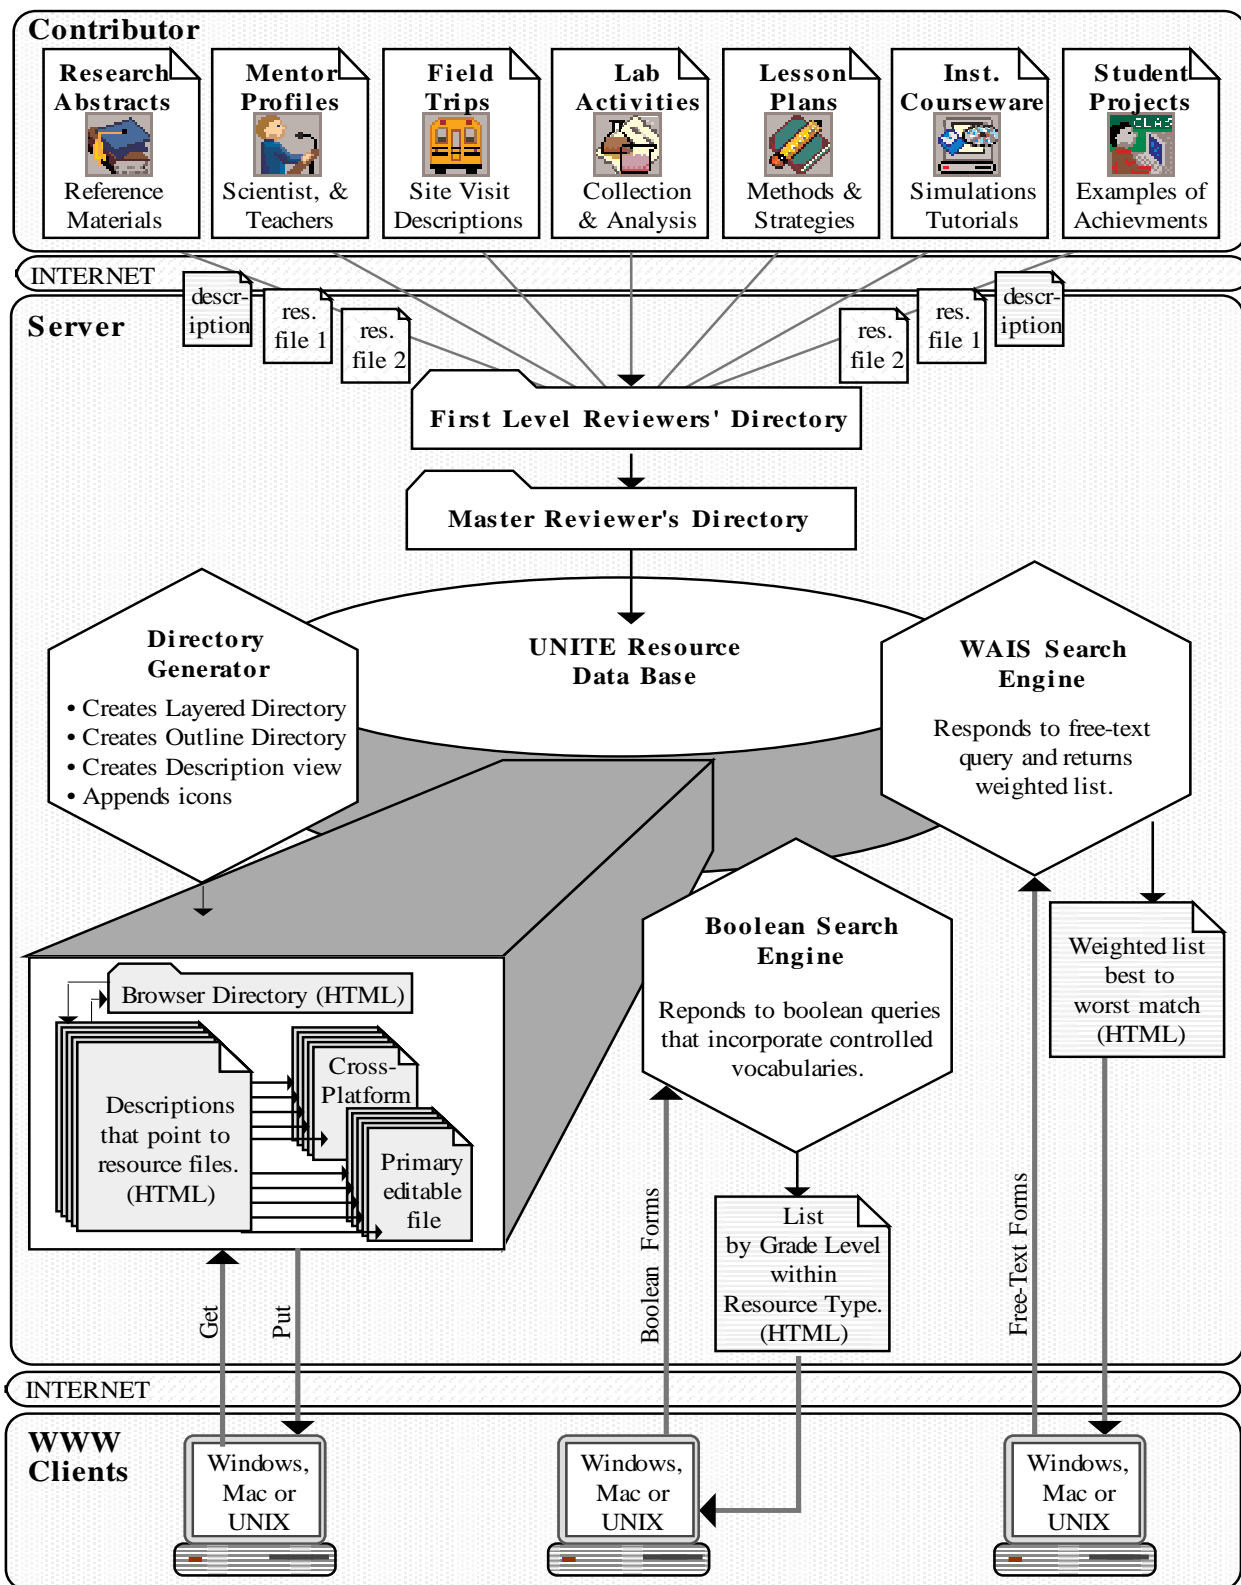 Contributor
Research
Abstracts
Reference
Materials
Mentor
Profiles
Scientist, &
Teachers
Field
Trips
Site Visit
Descriptions
Lab
Activities
Collection
& Analysis
Lesson
Plans
Methods &
Strategies
Inst.
Courseware
Simulations
Tutorials
Student
Projects
CLAS
Examples of
Achievments
INTERNET
Server
descr-
iption
res.
file 1
res.
file 2
res.
file 2
res.
file 1
descr-
iption
First Level Reviewers' Directory
Master Reviewer's Directory
UNITE Resource
Data Base
Directory
Generator
• Creates Layered Directory
• Creates Outline Directory
• Creates Description view
• Appends icons
WAIS Search
Engine
Responds to free-text
query and returns
weighted list.
Boolean Search
Engine
Reponds to boolean queries
that incorporate controlled
vocabularies.
Weighted list
best to
worst match
(HTML)
Browser Directory (HTML)
Descriptions
that point to
resource files.
(HTML)
Cross-
Platform
Primary
editable
file
List
by Grade Level
within
Resource Type.
(HTML)
Get
Put
Boolean Forms
Free-Text Forms
INTERNET
WWW
Clients
Windows,
Mac or
UNIX
Windows,
Mac or
UNIX
Windows,
Mac or
UNIX